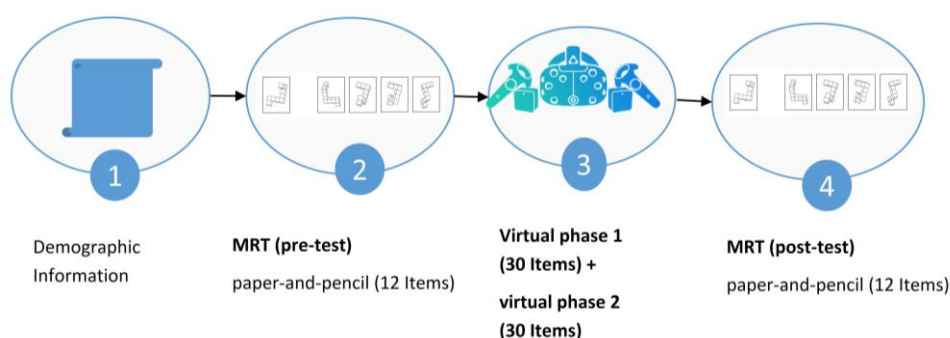 1
2
3
4
Demographic
Information
MRT (pre-test)
paper-and-pencil (12 Items)
Virtual phase 1
(30 Items) +
virtual phase 2
(30 Items)
MRT (post-test)
paper-and-pencil (12 Items)